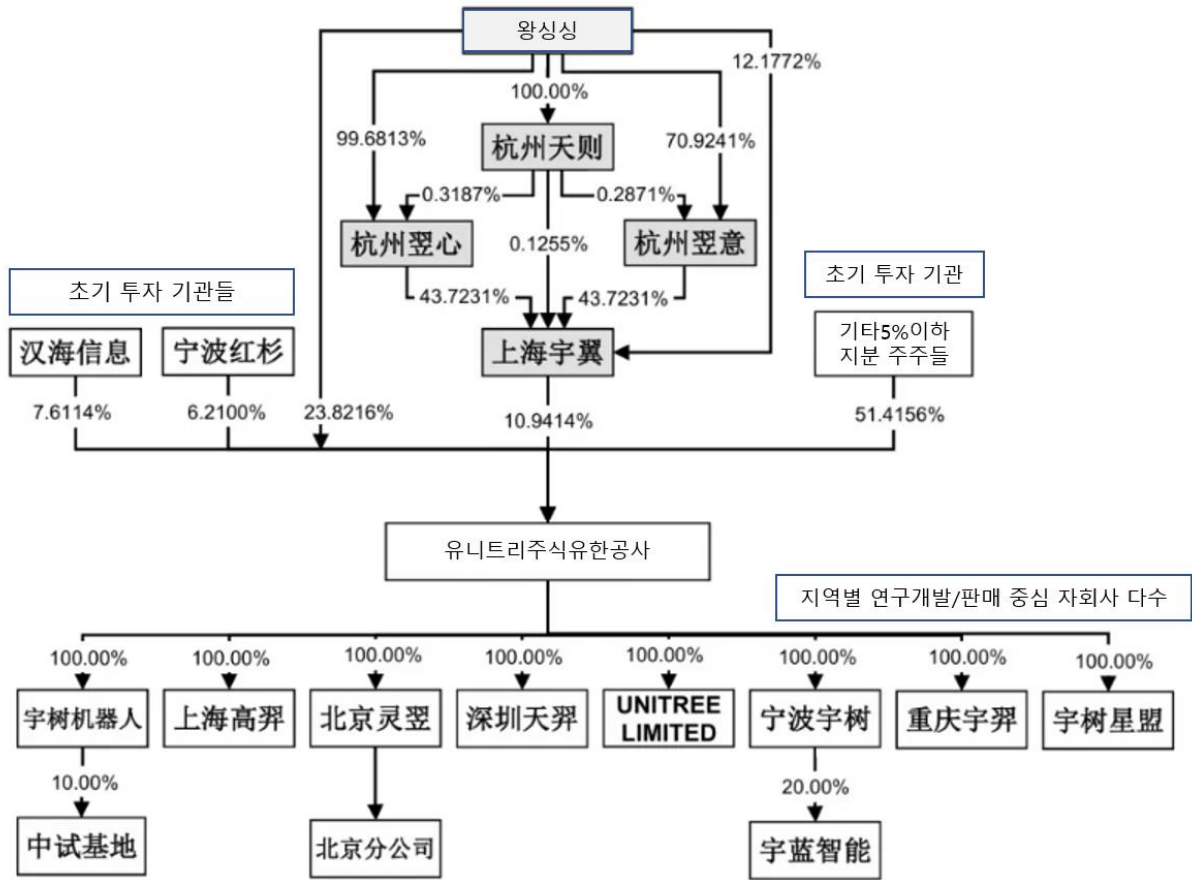 왕싱싱
12.1772%
100.00%
99.6813%
杭州天则
70.9241%
0.3187%
0.2871%
杭州翌心
0.1255%
杭州翌意
초기 투자 기관들
초기 투자 기관
43.7231%
43.7231%
汉海信息
宁波红杉
上海宇翼
기타5%이하
지분 주주들
7.6114%
6.2100%
23.8216%
10.9414%
51.4156%
유니트리주식유한공사
지역별 연구개발/판매 중심 자회사 다수
100.00%
100.00%
100.00%
100.00%
100.00%
100.00%
100.00%
100.00%
宇树机器人
上海高羿
北京灵翌
深圳天羿
UNITREE
LIMITED
宁波宇树
重庆宇羿
宇树星盟
10.00%
20.00%
中试基地
北京分公司
宇蓝智能